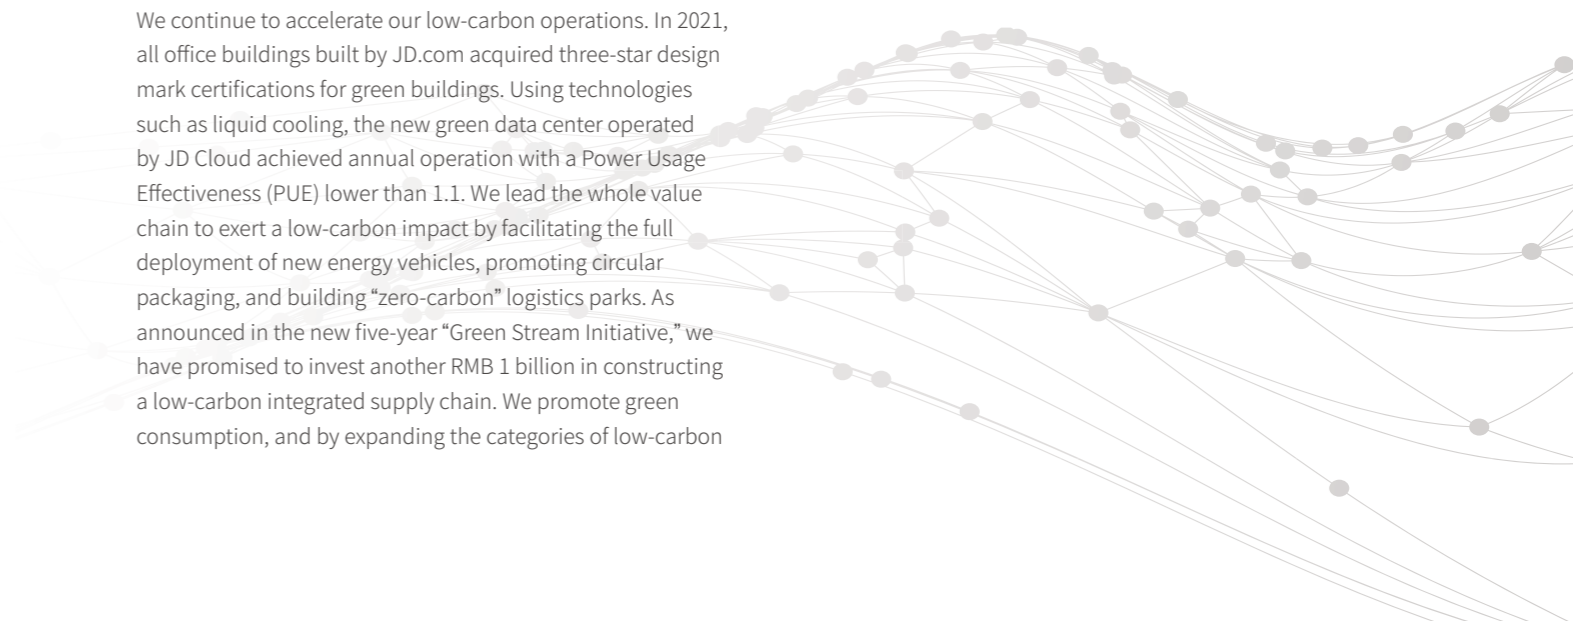 We continue to accelerate our low-carbon operations. In 2021,
all office buildings built by JD.com acquired three-star design
mark certifications for green buildings. Using technologies
such as liquid cooling, the new green data center operated
by JD Cloud achieved annual operation with a Power Usage
Effectiveness (PUE) lower than 1.1. We lead the whole value
chain to exert a low-carbon impact by facilitating the full
deployment of new energy vehicles, promoting circular
packaging, and building “zero-carbon” logistics parks. As
announced in the new five-year “Green Stream Initiative,” we
have promised to invest another RMB 1 billion in constructing
a low-carbon integrated supply chain. We promote green
consumption, and by expanding the categories of low-carbon